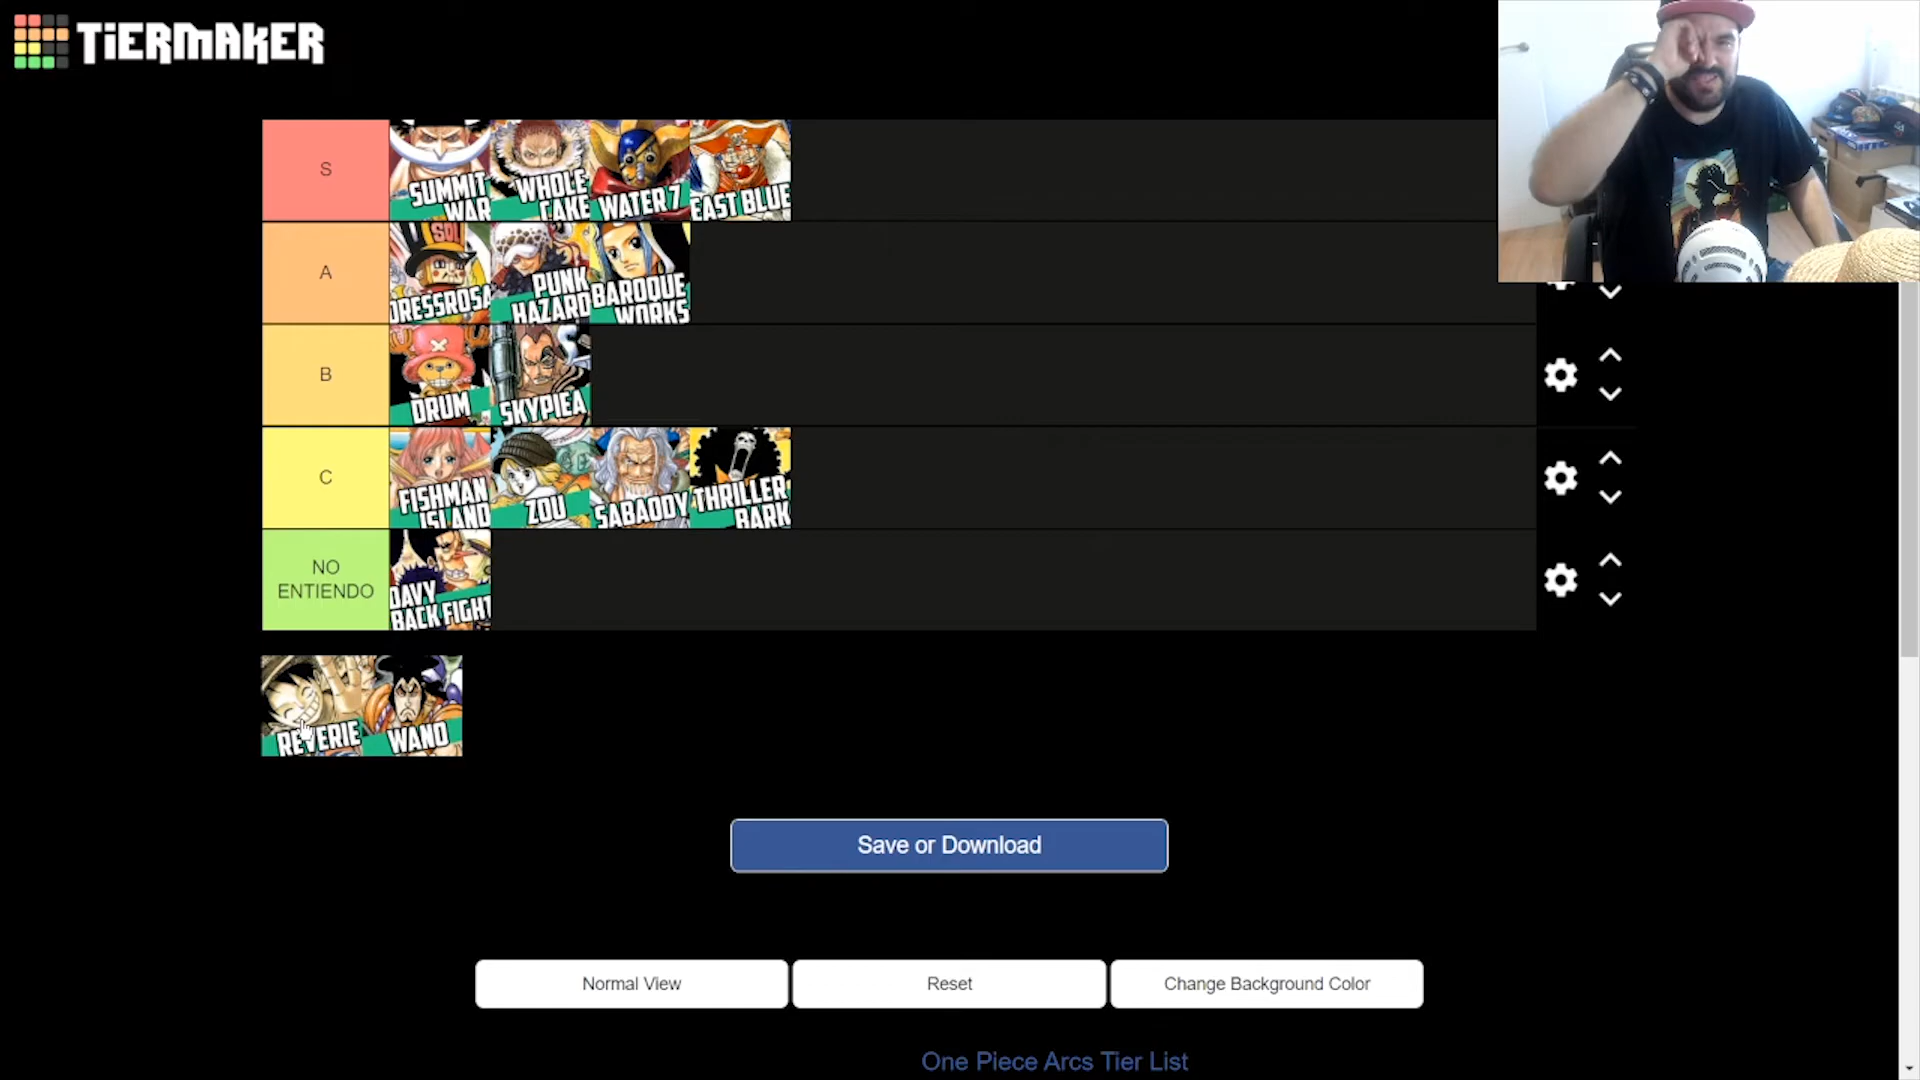 TiERMAKER
S
SUMMIT WAR
WHOLE CAKE
WATER 7
EAST BLUE
A
SOL
DRESSROSA
PUNK HAZARD
BAROQUE WORKS
B
DRUM
SKYPIEA
C
FISHMAN ISLAND
ZOU
SABAODY
THRILLER BARK
NO ENTIENDO
DAVY BACK FIGHT
REVERIE
WANO
Save or Download
Normal View
Reset
Change Background Color
One Piece Arcs Tier List